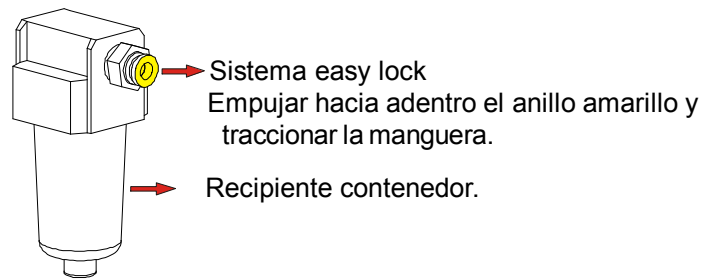 Sistema easy lock
Empujar hacia adentro el anillo amarillo y
traccionar la manguera.
Recipiente contenedor.